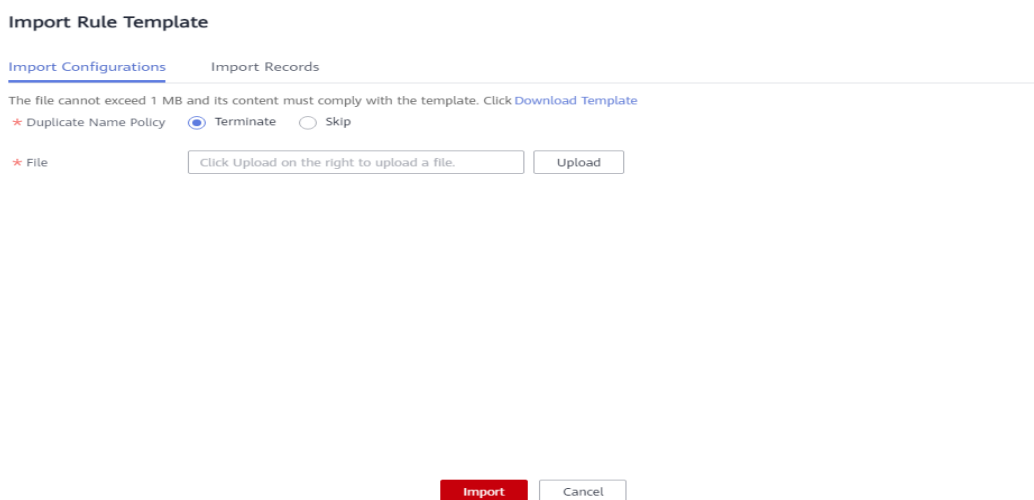 Import Rule Template
Import Configurations Import Records
The file cannot exceed 1 MB and its content must comply with the template. Click Download Template
* Duplicate Name Policy Terminate Skip
* File Click Upload on the right to upload a file. Upload
Import Cancel